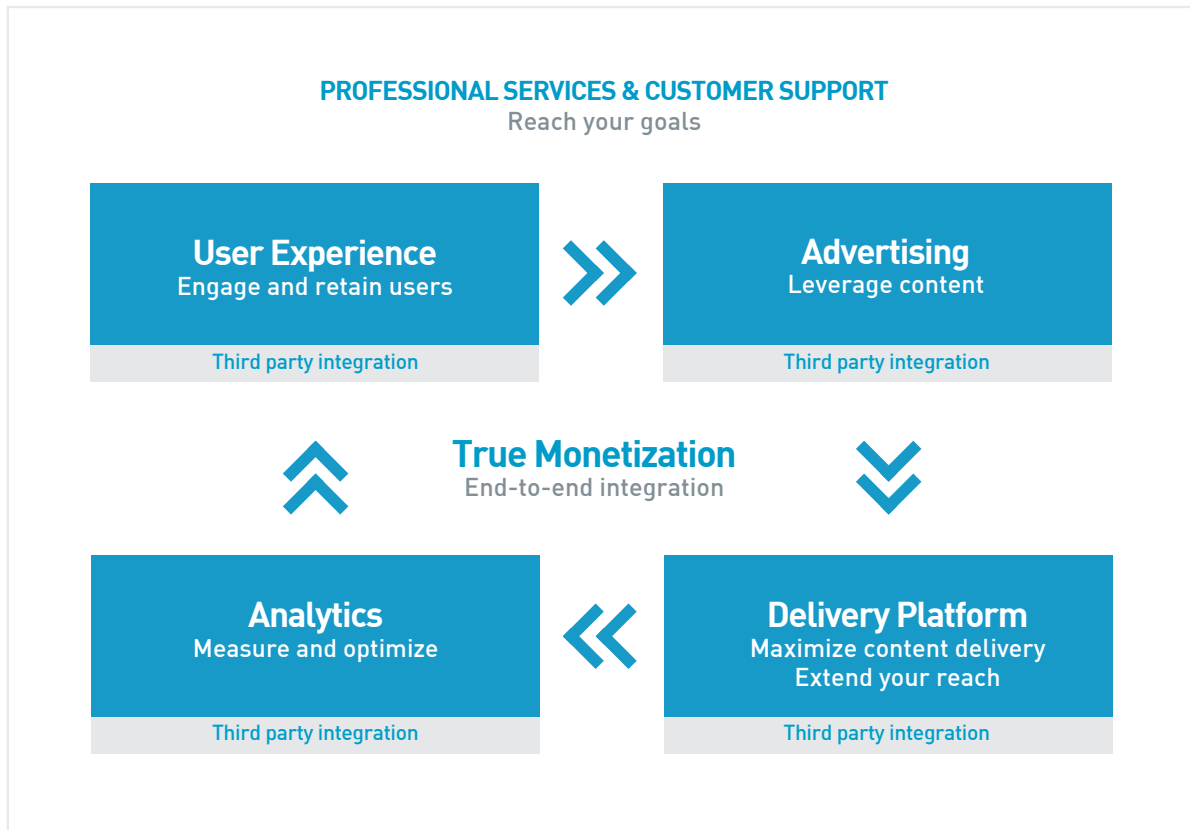 PROFESSIONAL SERVICES & CUSTOMER SUPPORT
Reach your goals
User Experience
Engage and retain users
Third party integration
Advertising
Leverage content
Third party integration
True Monetization
End-to-end integration
Analytics
Measure and optimize
Third party integration
Delivery Platform
Maximize content delivery
Extend your reach
Third party integration